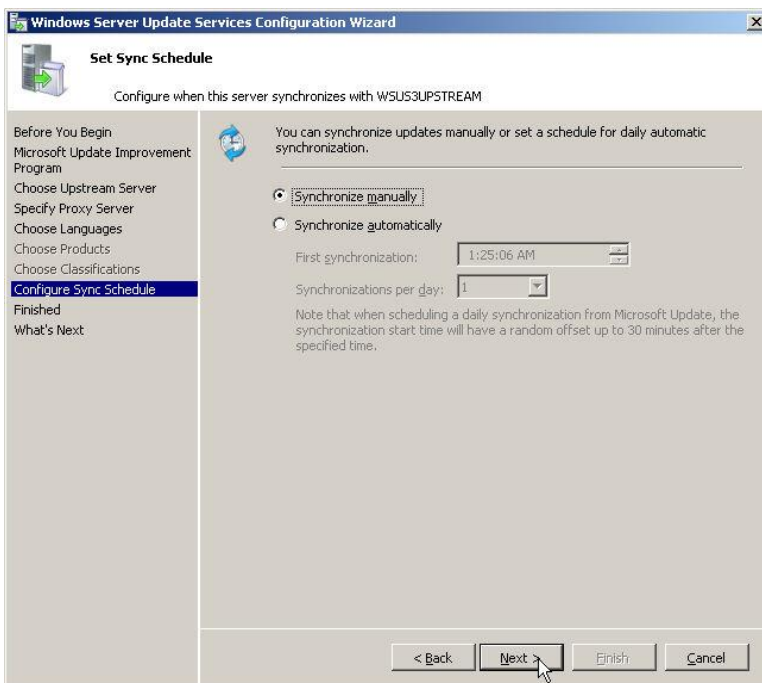 Windows Server Update Services Configuration Wizard
Set Sync Schedule
Configure when this server synchronizes with WSUS3UPSTREAM
Before You Begin
Microsoft Update Improvement
Program
Choose Upstream Server
Specify Proxy Server
Choose Languages
Choose Products
Choose Classifications
Configure Sync Schedule
Finished
What's Next
You can synchronize updates manually or set a schedule for daily automatic
synchronization.
Synchronize manually
Synchronize automatically
First synchronization: 1:25:06 AM
Synchronizations per day: 1
Note that when scheduling a daily synchronization from Microsoft Update, the
synchronization start time will have a random offset up to 30 minutes after the
specified time.
< Back Next > Finish Cancel